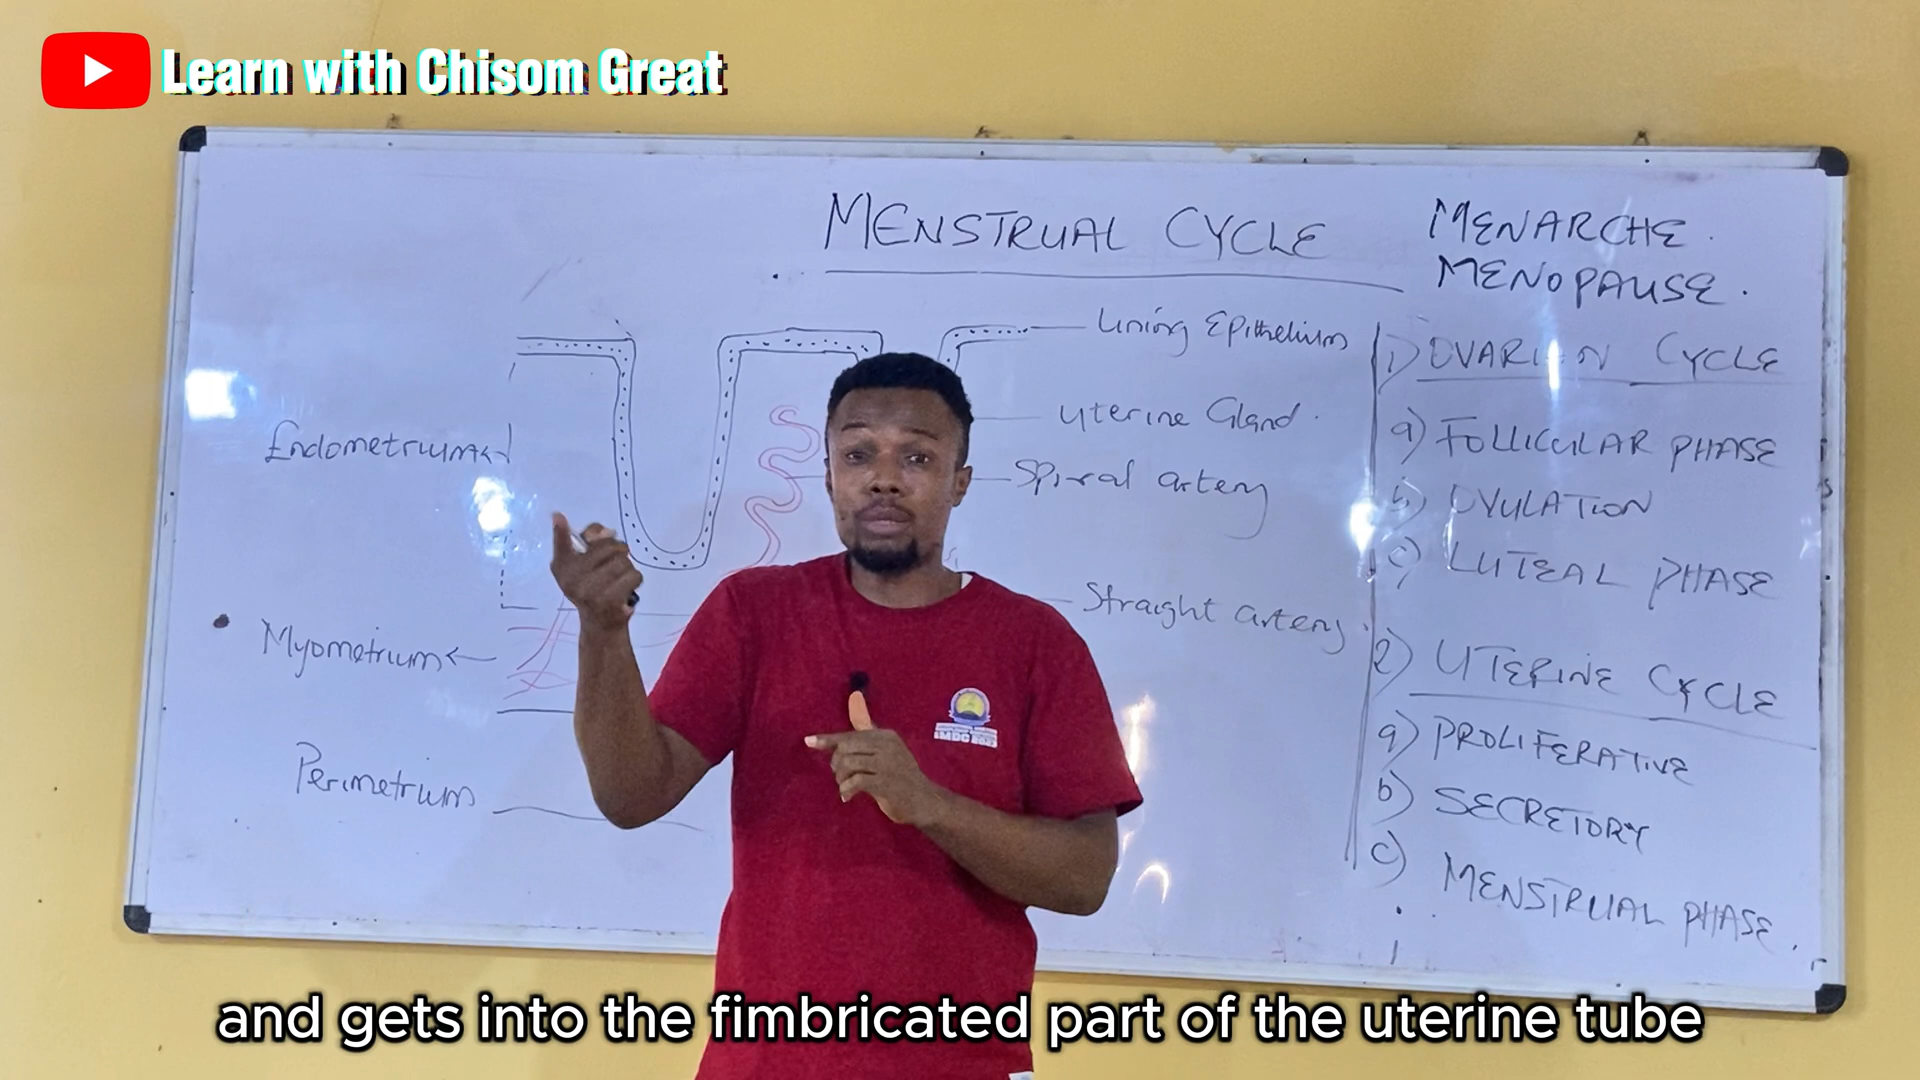 Learn with Chisom Great
MENSTRUAL CYCLE
MENARCHE.
MENOPAUSE.
Lining Epithelium
Uterine Gland.
Spiral artery
Straight artery.
Endometrium
Myometrium
Perimetrium
1) OVARIAN CYCLE
a) FOLLICULAR PHASE
b) OVULATION
c) LUTEAL PHASE
2) UTERINE CYCLE
a) PROLIFERATIVE
b) SECRETORY
c) MENSTRUAL PHASE.
and gets into the fimbricated part of the uterine tube